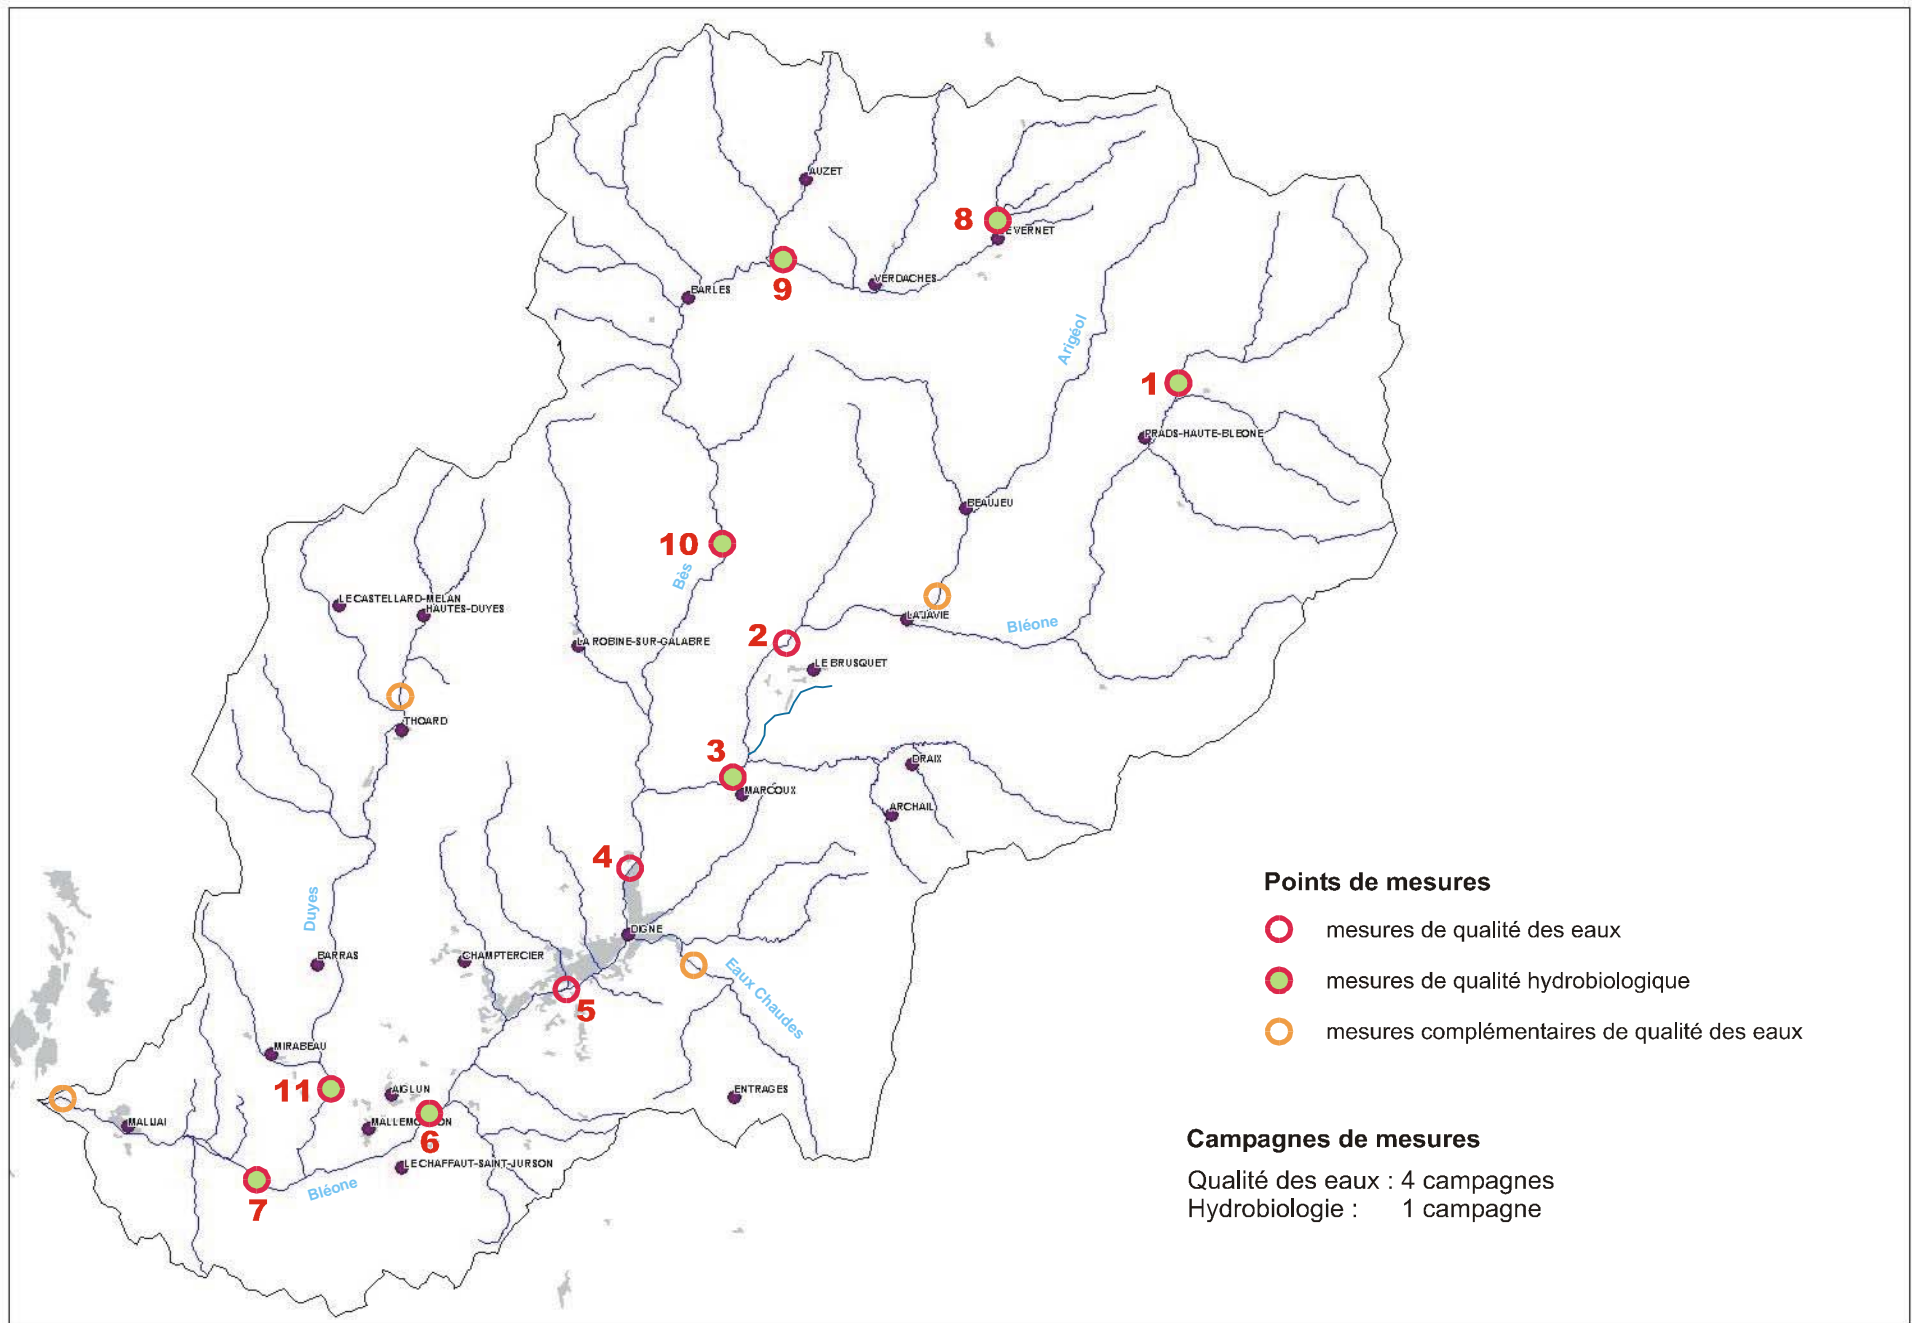 AUZET
8
LE VERNET
9
VERDACHES
BARLES
Arigéol
1
PRADS-HAUTE-BLEONE
BEAUJEU
10
Bès
LE CASTELLARD-MELAN
HAUTES-DUYES
LA JAVIE
Bléone
2
LA ROBINE-SUR-GALABRE
LE BRUSQUET
THOARD
3
DRAIX
MARCOUX
ARCHAIL
4
Points de mesures
Duyes
DIGNE
mesures de qualité des eaux
BARRAS
CHAMPTERCIER
Eaux Chaudes
mesures de qualité hydrobiologique
5
mesures complémentaires de qualité des eaux
MIRABEAU
11
AIGLUN
ENTRAGES
MALIJAI
6
Campagnes de mesures
LE CHAFFAUT-SAINT-JURSON
Qualité des eaux : 4 campagnes
Bléone
7
Hydrobiologie : 1 campagne